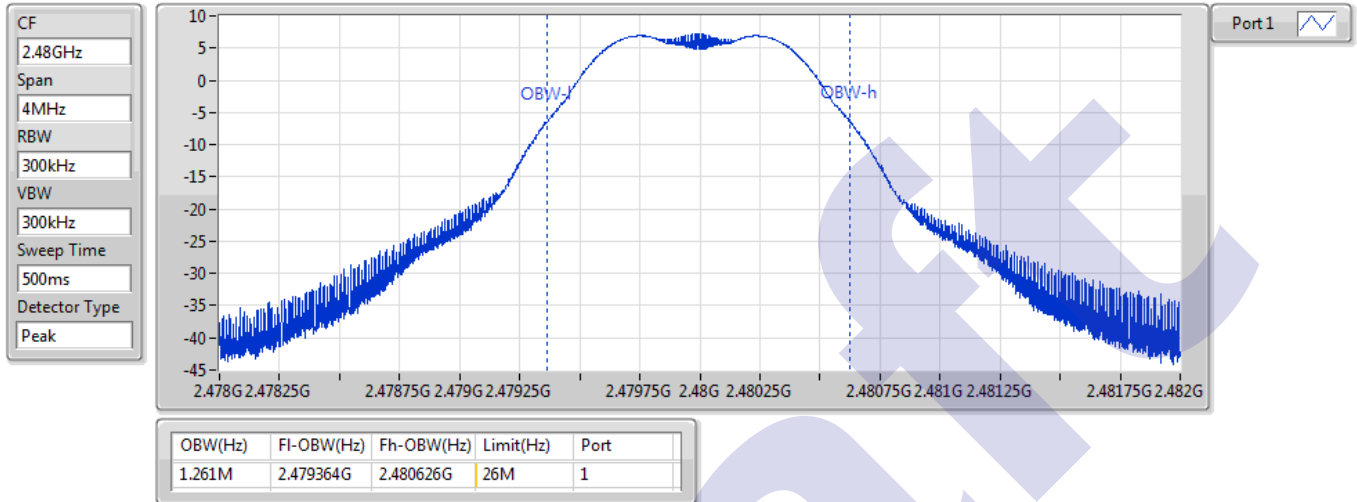 CF
2.48GHz
Span
4MHz
RBW
300kHz
VBW
300kHz
Sweep Time
500ms
Detector Type
Peak
10
5
0
-5
-10
-15
-20
-25
-30
-35
-40
-45
OBW-l
OBW-h
2.478G 2.47825G 2.47875G 2.479G 2.47925G 2.47975G 2.48G 2.48025G 2.48075G 2.481G 2.48125G 2.48175G 2.482G
Port 1
OBW(Hz) Fl-OBW(Hz) Fh-OBW(Hz) Limit(Hz) Port
1.261M 2.479364G 2.480626G 26M 1